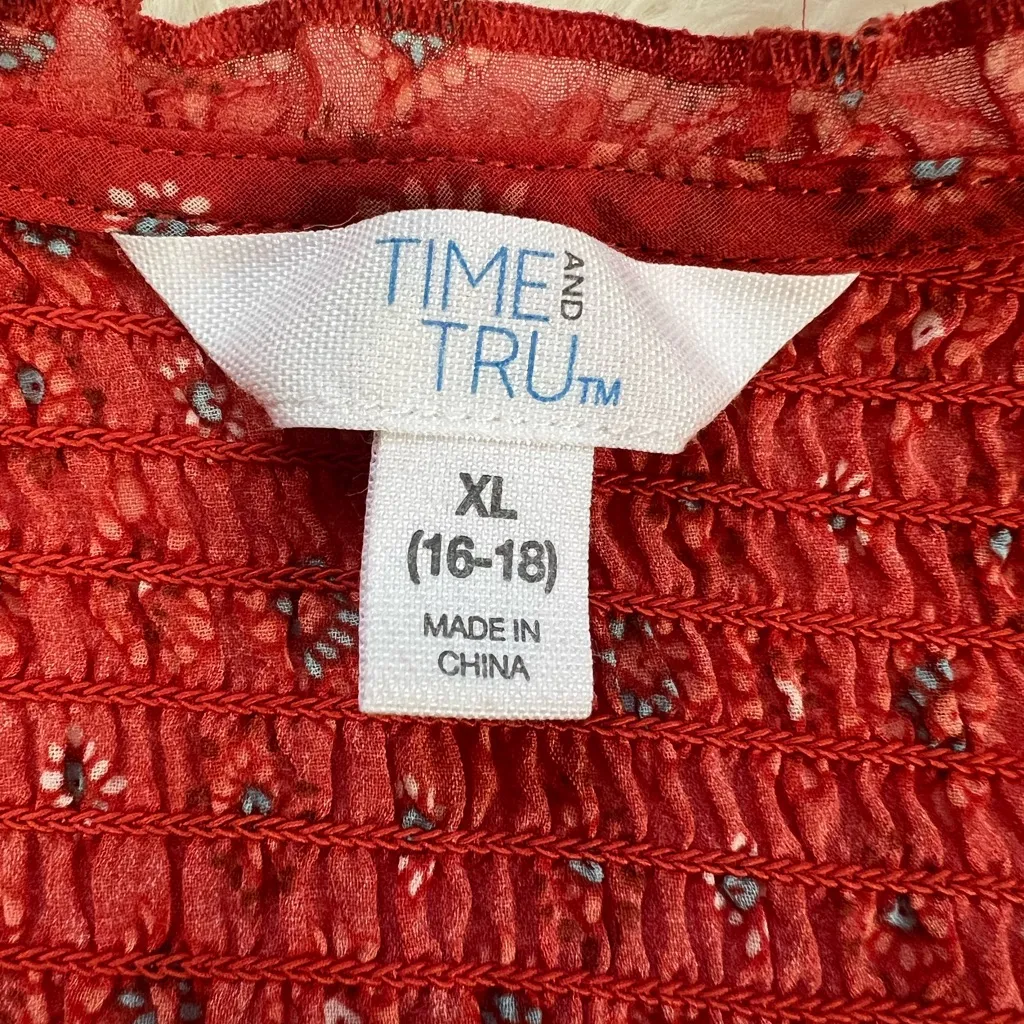 TIME AND
TRU™
XL
(16-18)
MADE IN
CHINA